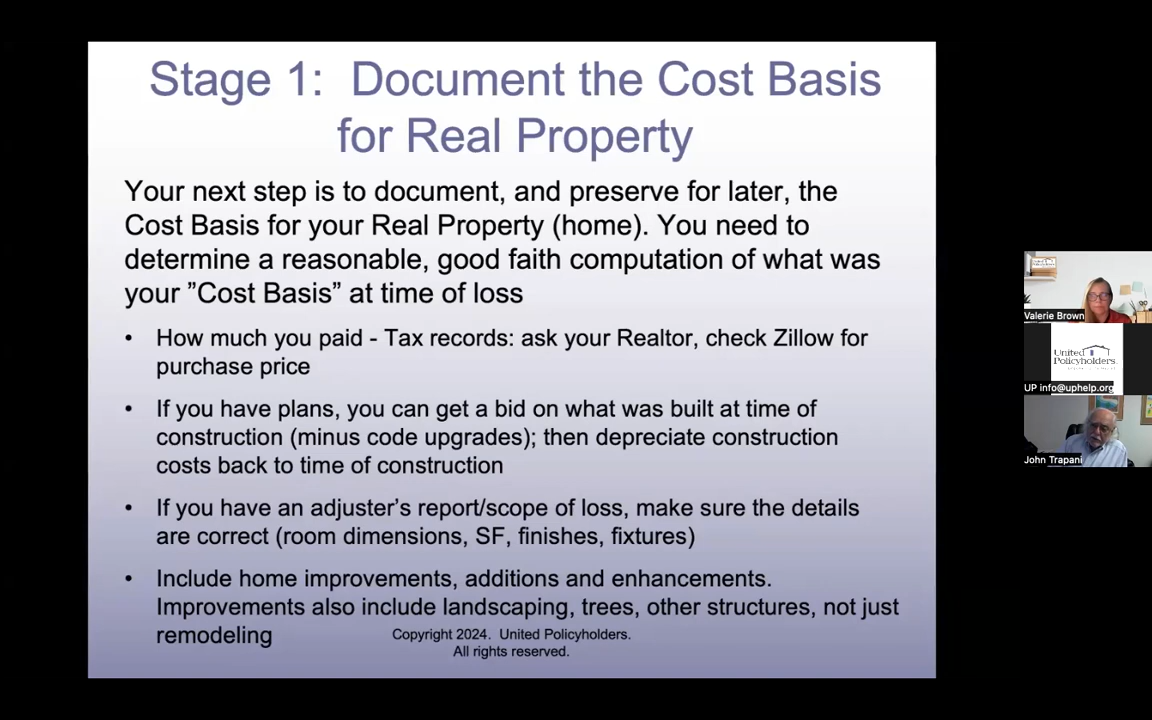 Stage 1: Document the Cost Basis
for Real Property
Your next step is to document, and preserve for later, the
Cost Basis for your Real Property (home). You need to
determine a reasonable, good faith computation of what was
your ”Cost Basis” at time of loss
• How much you paid - Tax records: ask your Realtor, check Zillow for
purchase price
• If you have plans, you can get a bid on what was built at time of
construction (minus code upgrades); then depreciate construction
costs back to time of construction
• If you have an adjuster’s report/scope of loss, make sure the details
are correct (room dimensions, SF, finishes, fixtures)
• Include home improvements, additions and enhancements.
Improvements also include landscaping, trees, other structures, not just
remodeling
Copyright 2024. United Policyholders.
All rights reserved.
Valerie Brown
United
Policyholders
UP info@uphelp.org
John Trapani